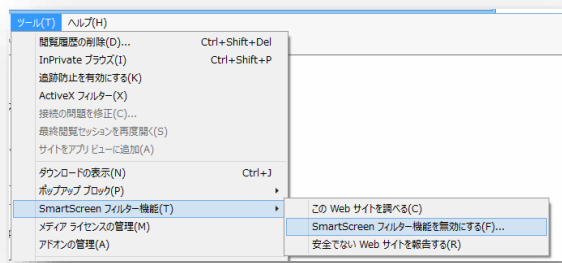 ツール(T) ヘルプ(H)
閲覧履歴の削除(D)... Ctrl+Shift+Del
InPrivate ブラウズ(I) Ctrl+Shift+P
追跡防止を有効にする(K)
ActiveX フィルター(X)
接続の問題を修正(C)...
最終閲覧セッションを再度開く(S)
サイトをアプリ ビューに追加(A)
ダウンロードの表示(N) Ctrl+J
ポップアップ ブロック(P)
SmartScreen フィルター機能(T)
この Web サイトを調べる(C)
メディア ライセンスの管理(M)
SmartScreen フィルター機能を無効にする(F)...
アドオンの管理(A)
安全でない Web サイトを報告する(R)